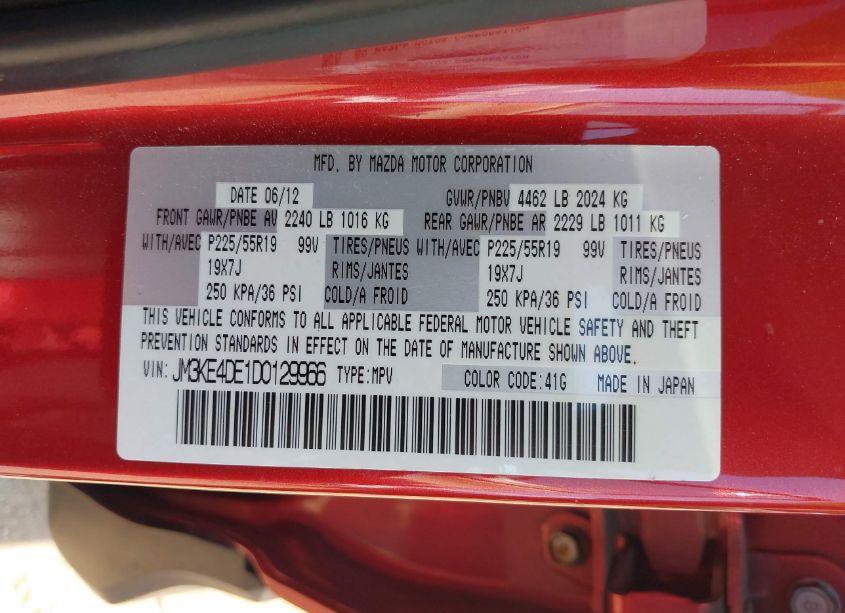 MFD. BY MAZDA MOTOR CORPORATION
DATE 06/12 GVWR/PNBV 4462 LB 2024 KG
FRONT GAWR/PNBE AV 2240 LB 1016 KG REAR GAWR/PNBE AR 2229 LB 1011 KG
WITH/AVEC P225/55R19 99V TIRES/PNEUS WITH/AVEC P225/55R19 99V TIRES/PNEUS
19X7J RIMS/JANTES 19X7J RIMS/JANTES
250 KPA/36 PSI COLD/A FROID 250 KPA/36 PSI COLD/A FROID
THIS VEHICLE CONFORMS TO ALL APPLICABLE FEDERAL MOTOR VEHICLE SAFETY AND THEFT
PREVENTION STANDARDS IN EFFECT ON THE DATE OF MANUFACTURE SHOWN ABOVE.
VIN: JM3KE4DE1D0129966 TYPE:MPV COLOR CODE:41G MADE IN JAPAN